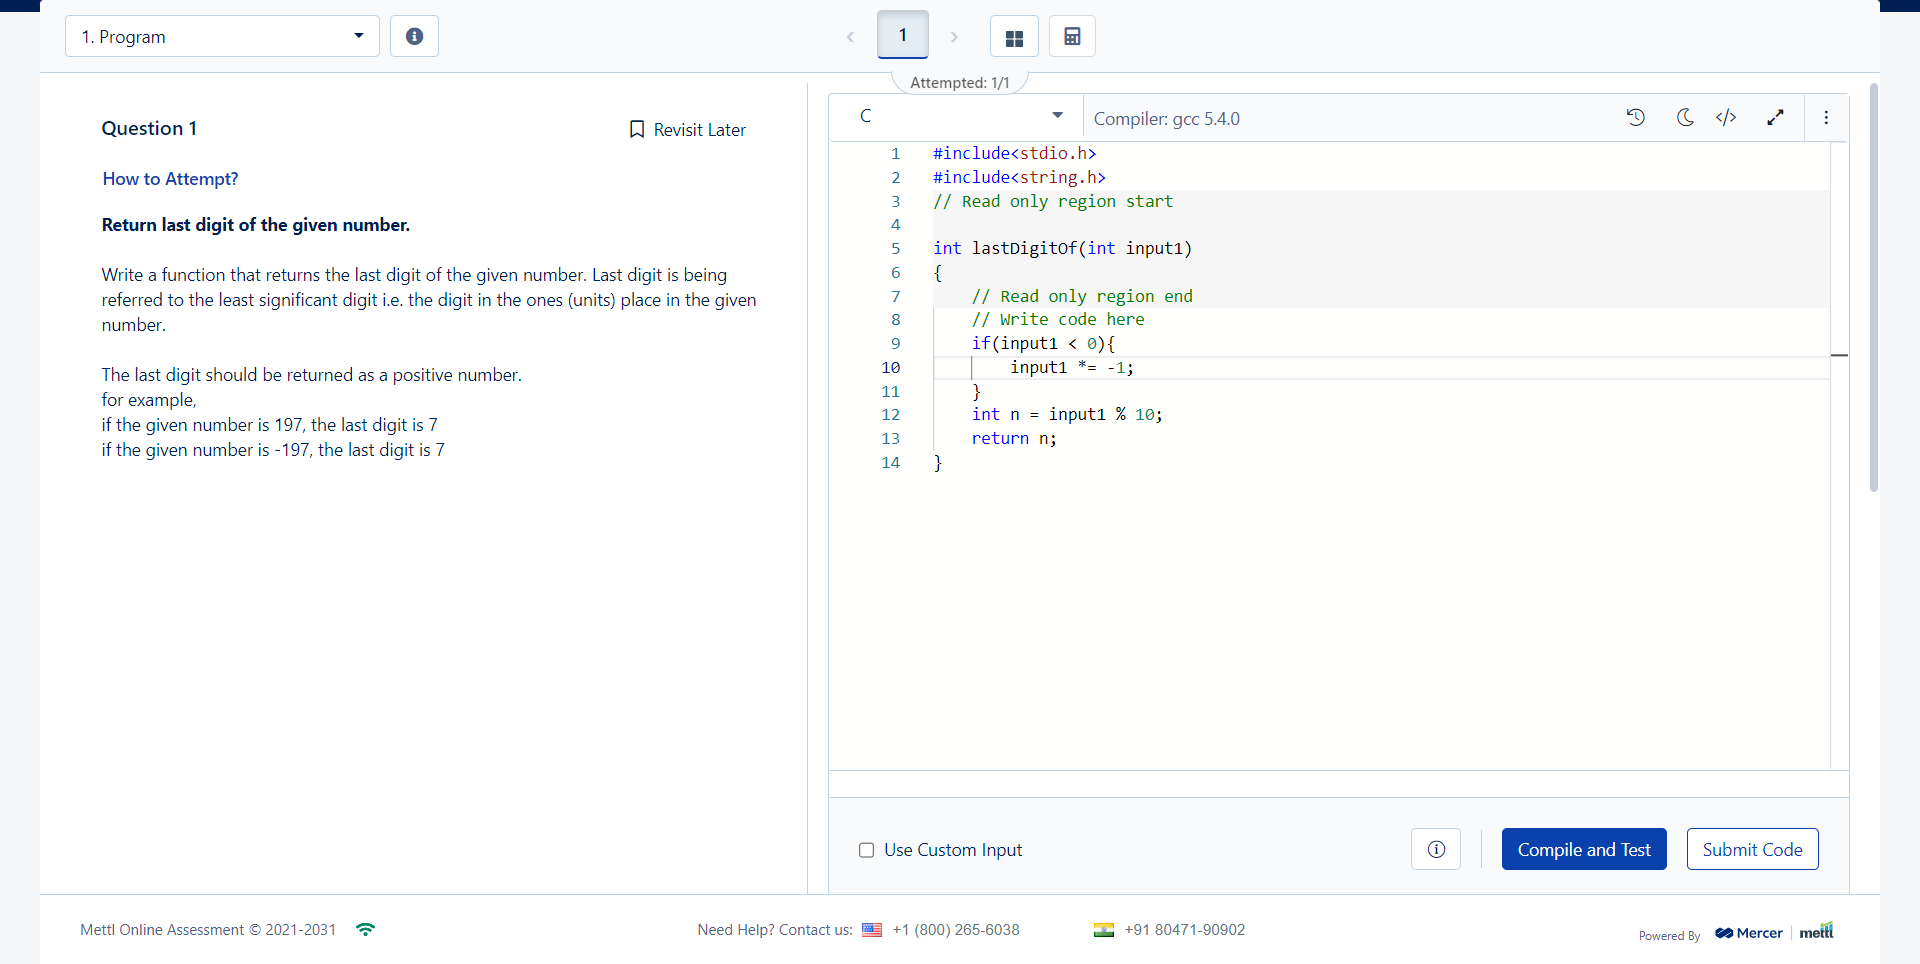 1. Program
1
Attempted: 1/1
Question 1
Revisit Later
How to Attempt?
Return last digit of the given number.
Write a function that returns the last digit of the given number. Last digit is being
referred to the least significant digit i.e. the digit in the ones (units) place in the given
number.
The last digit should be returned as a positive number.
for example,
if the given number is 197, the last digit is 7
if the given number is -197, the last digit is 7
C
Compiler: gcc 5.4.0
1 #include<stdio.h>
2 #include<string.h>
3 // Read only region start
4
5 int lastDigitOf(int input1)
6 {
7     // Read only region end
8     // Write code here
9     if(input1 < 0){
10         input1 *= -1;
11     }
12     int n = input1 % 10;
13     return n;
14 }
Use Custom Input
Compile and Test
Submit Code
Mettl Online Assessment © 2021-2031
Need Help? Contact us: +1 (800) 265-6038
+91 80471-90902
Powered By
Mercer | mettl